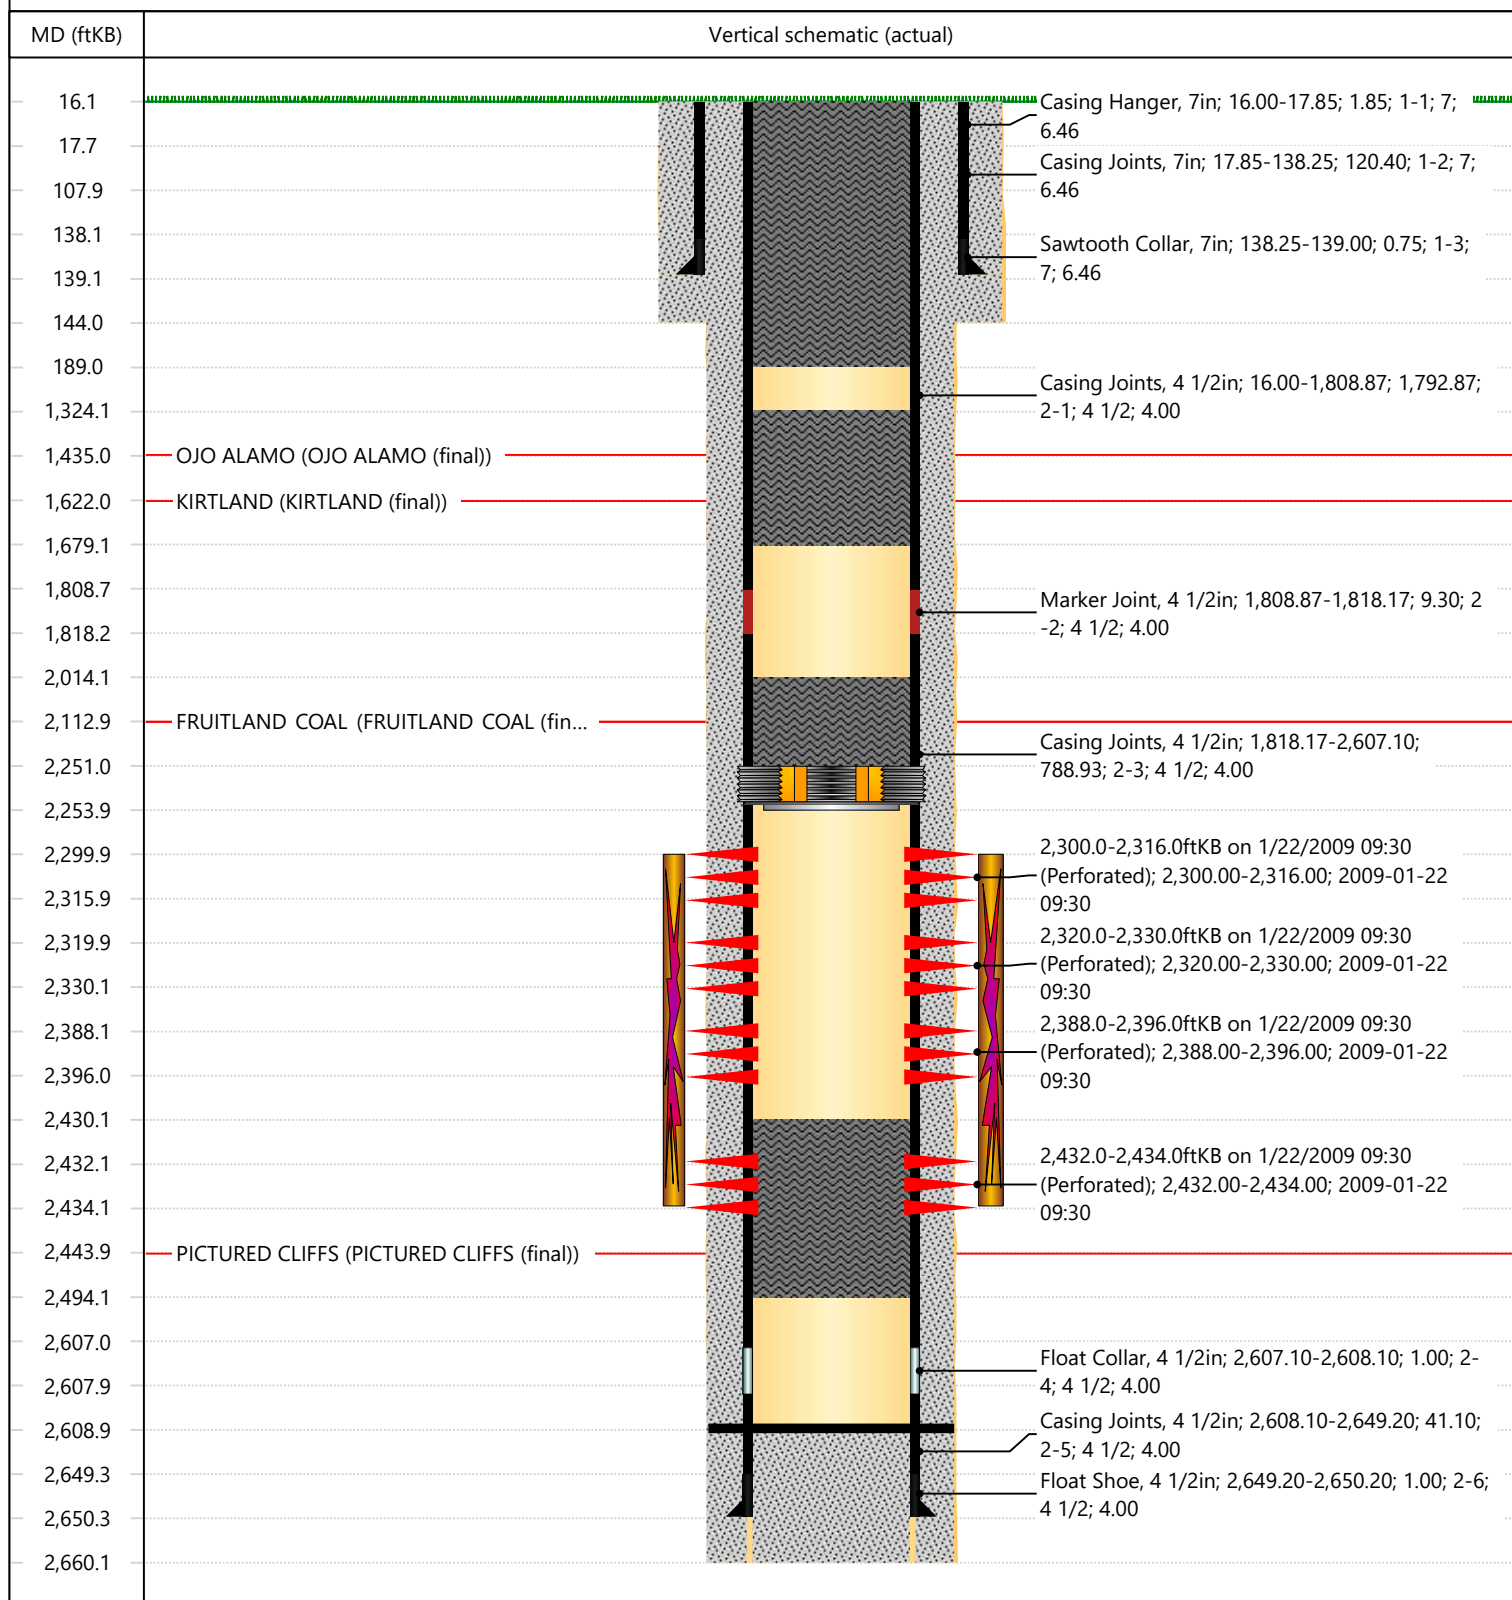 MD (ftKB)
Vertical schematic (actual)
16.1
Casing Hanger, 7in; 16.00-17.85; 1.85; 1-1; 7;
6.46
17.7
Casing Joints, 7in; 17.85-138.25; 120.40; 1-2; 7;
6.46
107.9
138.1
Sawtooth Collar, 7in; 138.25-139.00; 0.75; 1-3;
7; 6.46
139.1
144.0
189.0
Casing Joints, 4 1/2in; 16.00-1,808.87; 1,792.87;
2-1; 4 1/2; 4.00
1,324.1
1,435.0
OJO ALAMO (OJO ALAMO (final))
1,622.0
KIRTLAND (KIRTLAND (final))
1,679.1
1,808.7
Marker Joint, 4 1/2in; 1,808.87-1,818.17; 9.30; 2
-2; 4 1/2; 4.00
1,818.2
2,014.1
2,112.9
FRUITLAND COAL (FRUITLAND COAL (fin...
Casing Joints, 4 1/2in; 1,818.17-2,607.10;
788.93; 2-3; 4 1/2; 4.00
2,251.0
2,253.9
2,299.9
2,300.0-2,316.0ftKB on 1/22/2009 09:30
(Perforated); 2,300.00-2,316.00; 2009-01-22
09:30
2,315.9
2,319.9
2,320.0-2,330.0ftKB on 1/22/2009 09:30
(Perforated); 2,320.00-2,330.00; 2009-01-22
09:30
2,330.1
2,388.1
2,388.0-2,396.0ftKB on 1/22/2009 09:30
(Perforated); 2,388.00-2,396.00; 2009-01-22
09:30
2,396.0
2,430.1
2,432.1
2,432.0-2,434.0ftKB on 1/22/2009 09:30
(Perforated); 2,432.00-2,434.00; 2009-01-22
09:30
2,434.1
2,443.9
PICTURED CLIFFS (PICTURED CLIFFS (final))
2,494.1
2,607.0
Float Collar, 4 1/2in; 2,607.10-2,608.10; 1.00; 2-
4; 4 1/2; 4.00
2,607.9
2,608.9
Casing Joints, 4 1/2in; 2,608.10-2,649.20; 41.10;
2-5; 4 1/2; 4.00
2,649.3
Float Shoe, 4 1/2in; 2,649.20-2,650.20; 1.00; 2-6;
4 1/2; 4.00
2,650.3
2,660.1